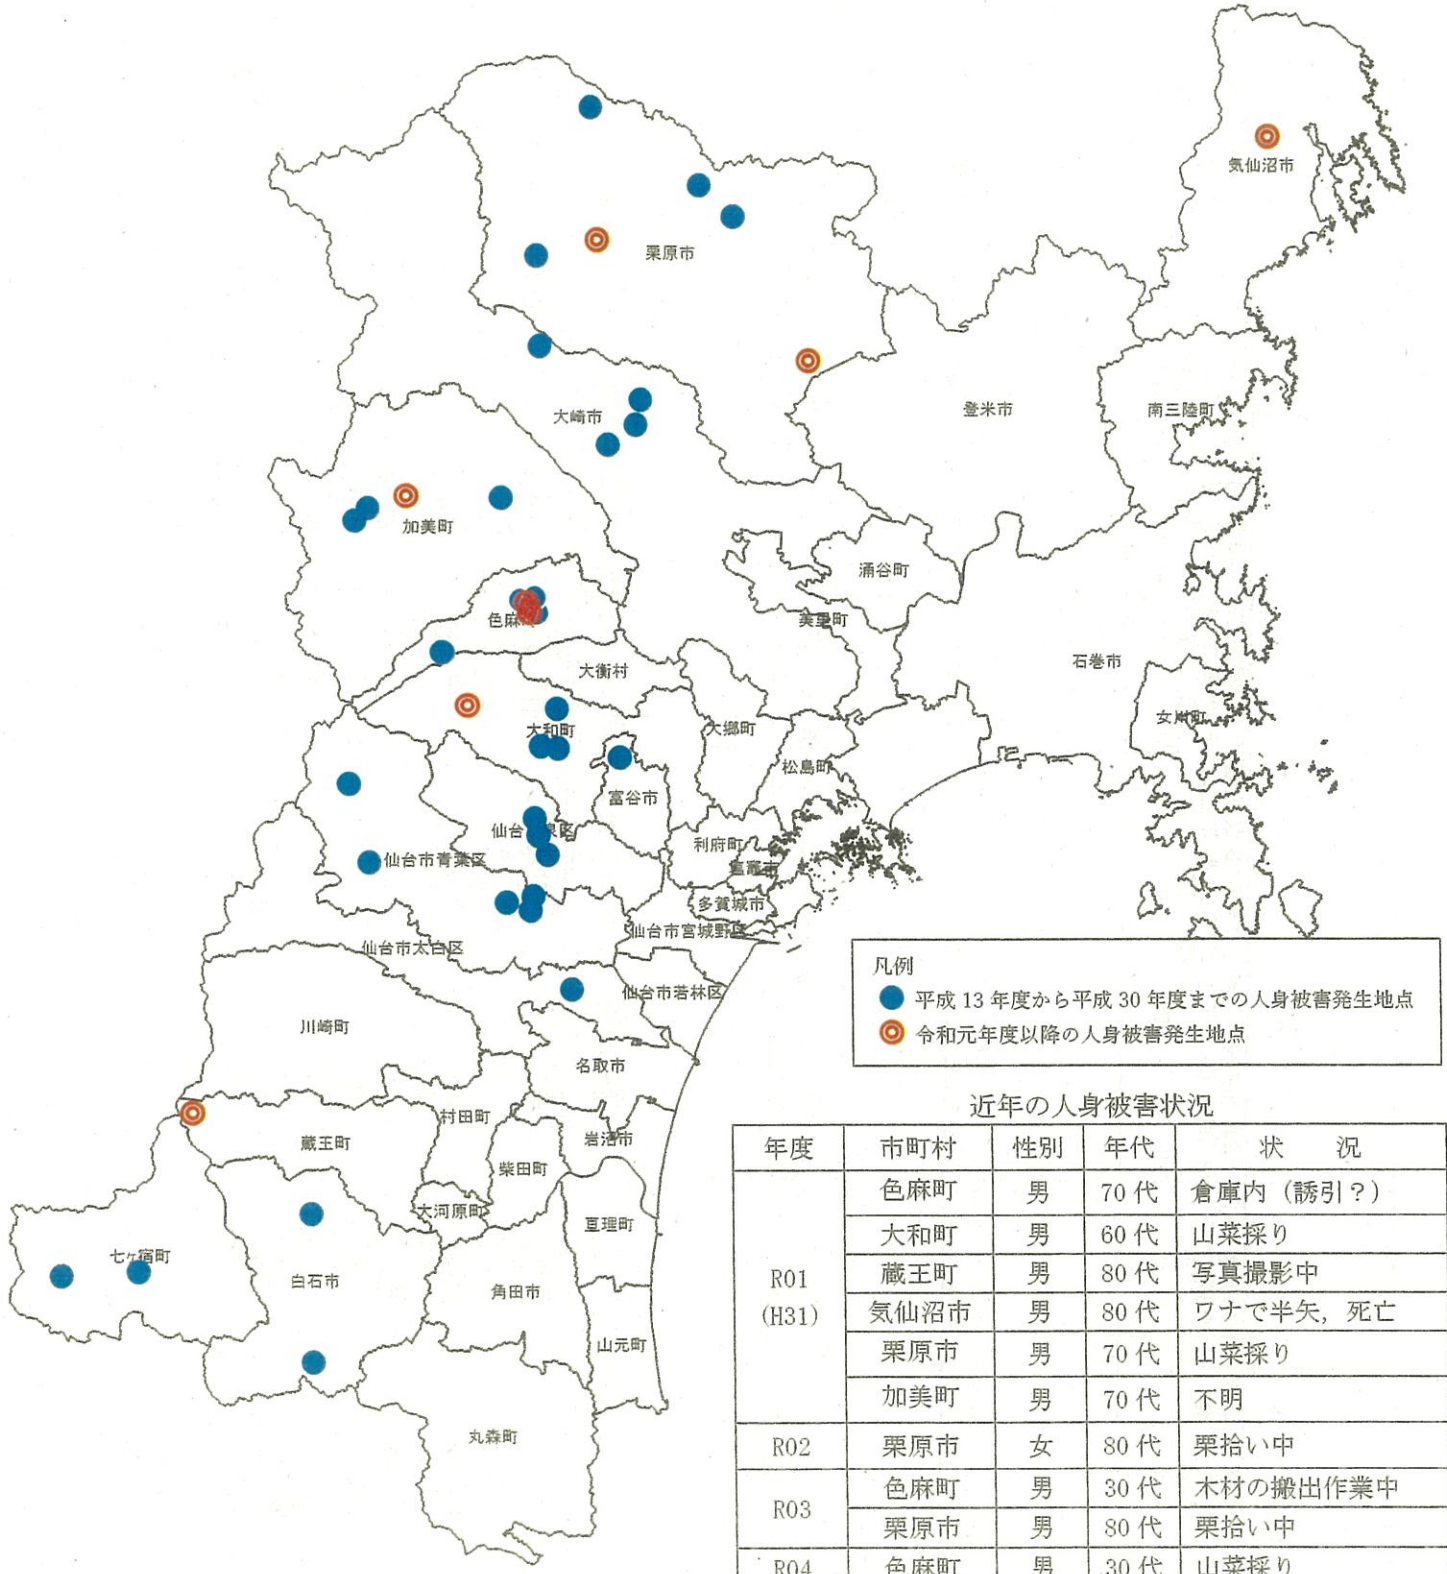 気仙沼市
栗原市
大崎市
登米市
南三陸町
加美町
涌谷町
色麻
美里町
大衡村
石巻市
女川町
大和町
大郷町
松島町
富谷市
仙台 泉区
利府町
仙台市青葉区
塩竈市
多賀城市
仙台市宮城野区
仙台市太白区
仙台市若林区
川崎町
名取市
村田町
岩沼市
蔵王町
柴田町
大河原町
亘理町
七ケ宿町
白石市
角田市
山元町
丸森町
凡例
平成13年度から平成30年度までの人身被害発生地点
令和元年度以降の人身被害発生地点
近年の人身被害状況
年度 市町村 性別 年代 状 況
R01 (H31) 色麻町 男 70代 倉庫内（誘引？）
大和町 男 60代 山菜採り
蔵王町 男 80代 写真撮影中
気仙沼市 男 80代 ワナで半矢，死亡
栗原市 男 70代 山菜採り
加美町 男 70代 不明
R02 栗原市 女 80代 栗拾い中
R03 色麻町 男 30代 木材の搬出作業中
栗原市 男 80代 栗拾い中
R04 色麻町 男 30代 山菜採り